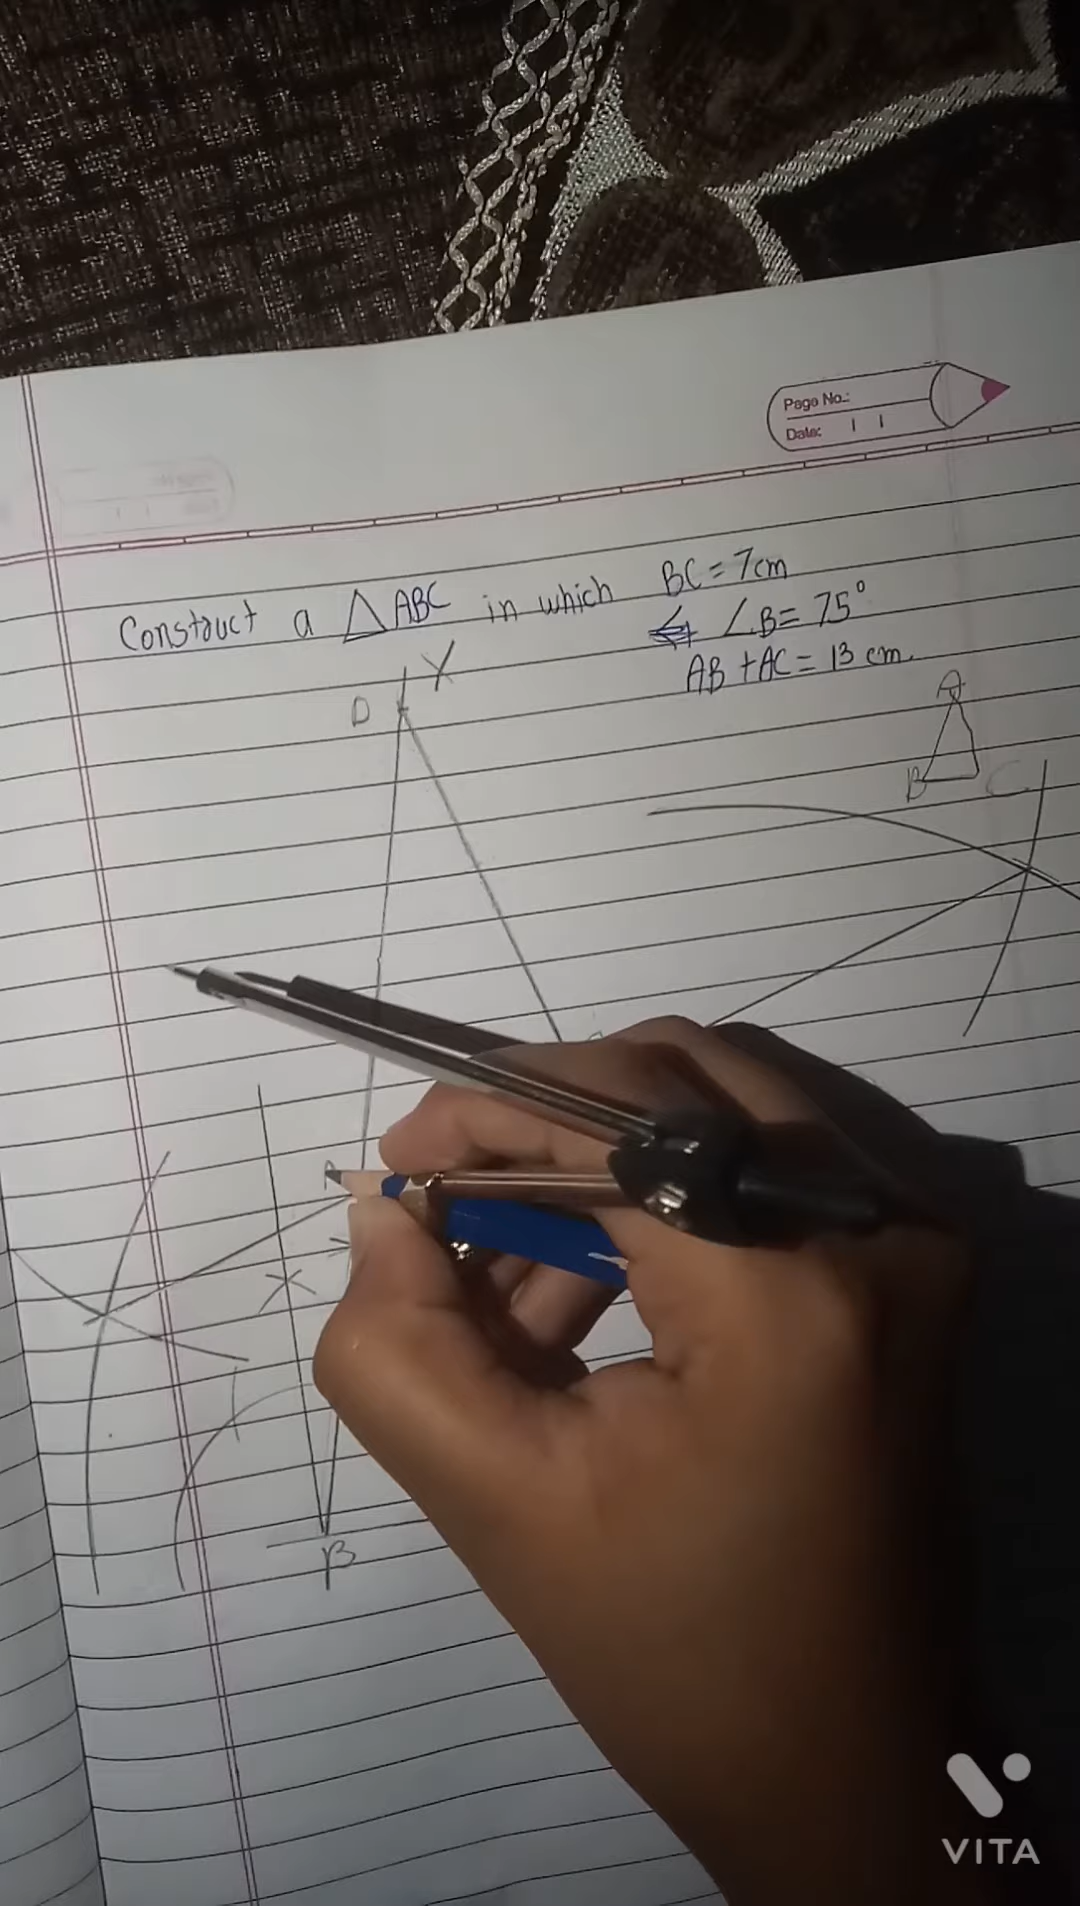 Page No.:
Date:
Construct a △ ABC in which BC = 7cm
∠B = 75°
AB + AC = 13 cm.
Y
D
A
B C
B
VITA